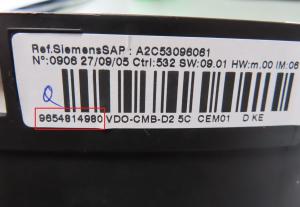 Ref.SiemensSAP : A2C53096061
N°:0906 27/09/05 Ctrl:532 SW:09.01 HW:m.00 IM:06
9654814980 VDO-CMB-D2 5C CEM01 D KE